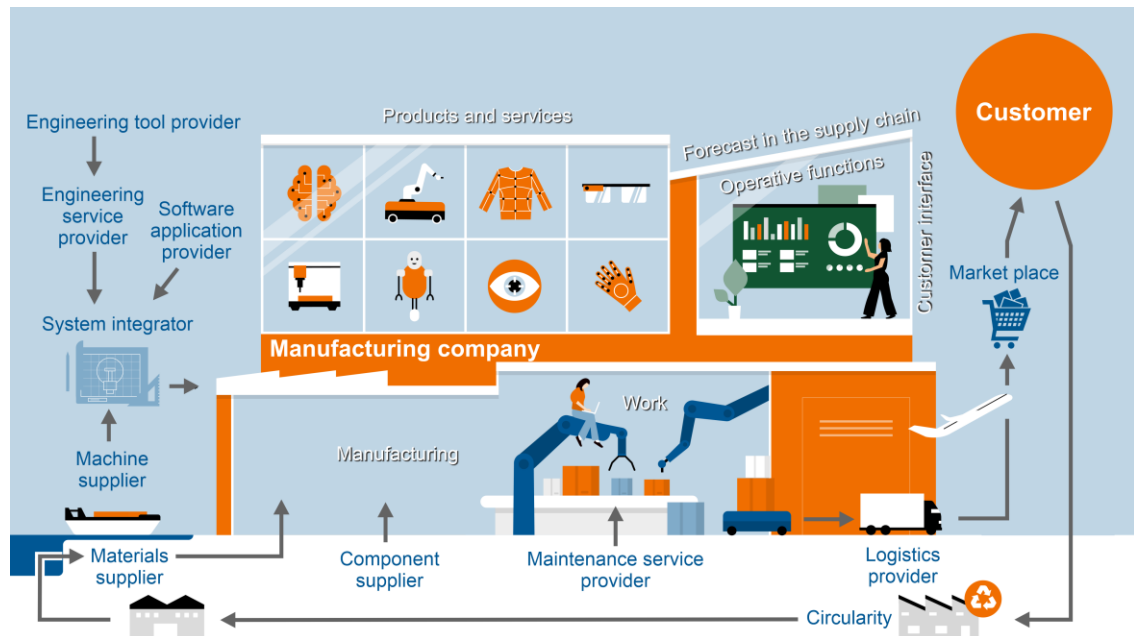 Products and services
Forecast in the supply chain
Customer
Engineering tool provider
Operative functions
Customer interface
Engineering
service
provider
Software
application
provider
Market place
System integrator
Manufacturing company
Work
Manufacturing
Machine
supplier
Materials
supplier
Component
supplier
Maintenance service
provider
Logistics
provider
Circularity